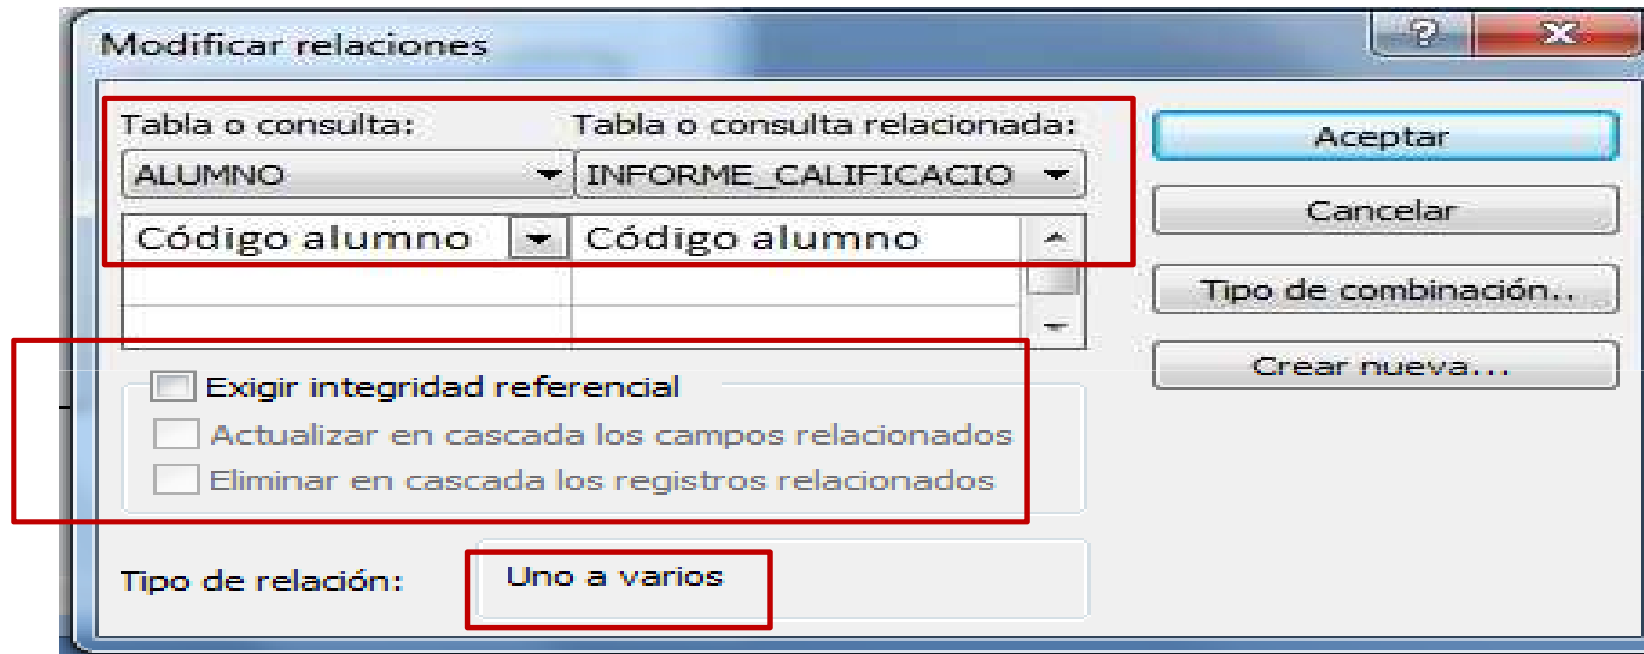 Modificar relaciones
Tabla o consulta: Tabla o consulta relacionada:
ALUMNO INFORME_CALIFICACIO
Código alumno Código alumno
Aceptar
Cancelar
Tipo de combinación..
Crear nueva...
Exigir integridad referencial
Actualizar en cascada los campos relacionados
Eliminar en cascada los registros relacionados
Tipo de relación: Uno a varios